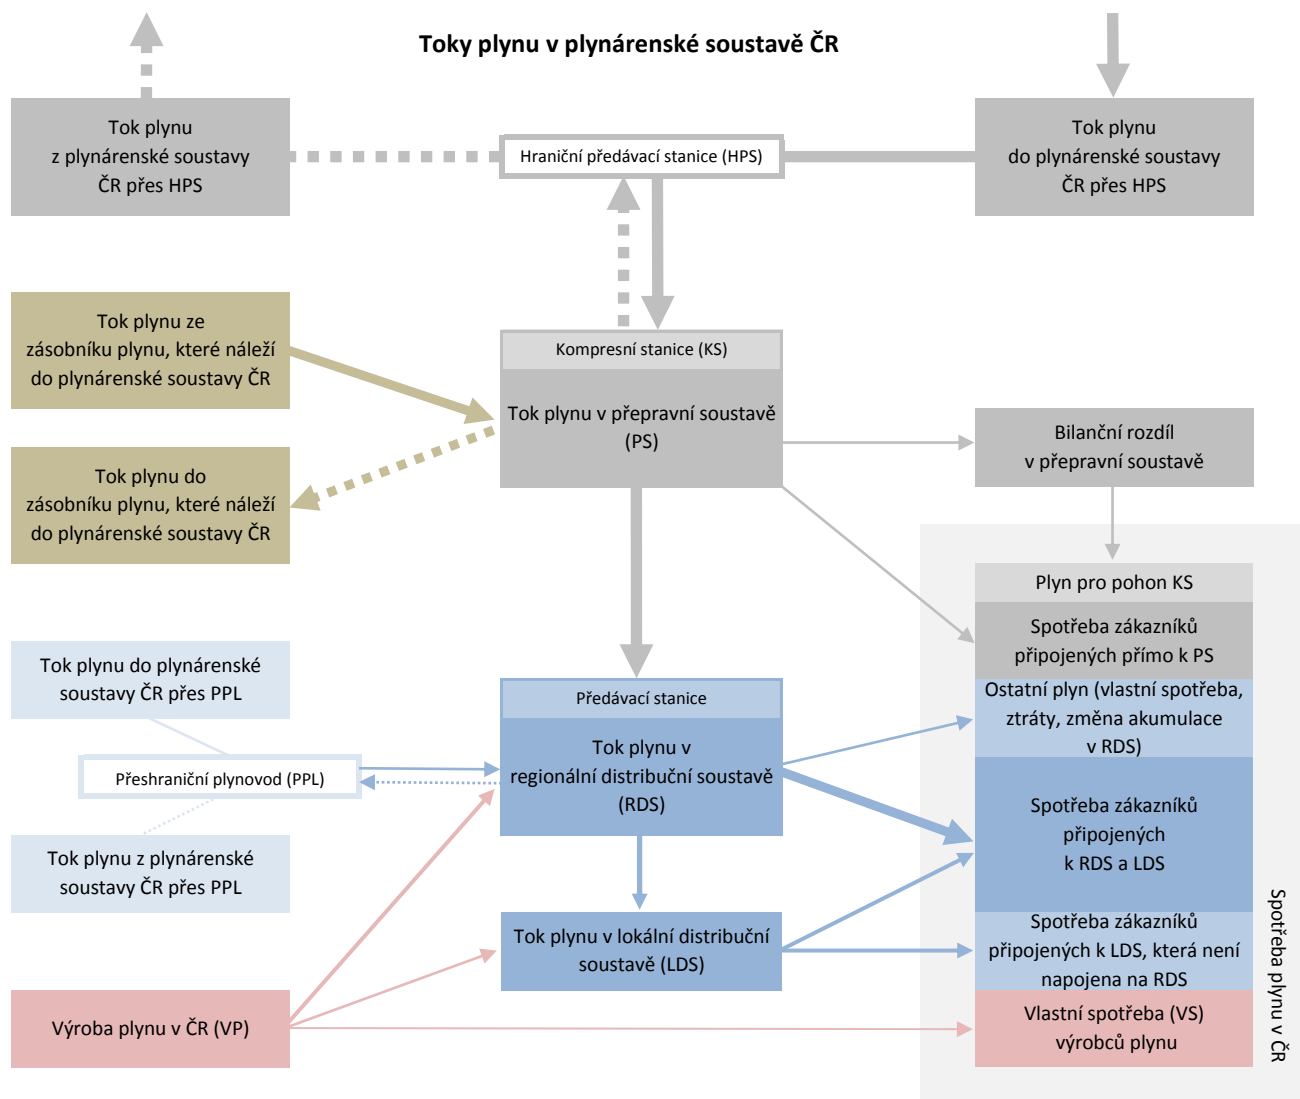 Toky plynu v plynárenské soustavě ČR
Tok plynu
z plynárenské soustavy
ČR přes HPS
Hraniční předávací stanice (HPS)
Tok plynu
do plynárenské soustavy
ČR přes HPS
Tok plynu ze
zásobníku plynu, které náleží
do plynárenské soustavy ČR
Kompresní stanice (KS)
Tok plynu v přepravní soustavě
(PS)
Bilanční rozdíl
v přepravní soustavě
Tok plynu do
zásobníku plynu, které náleží
do plynárenské soustavy ČR
Plyn pro pohon KS
Spotřeba zákazníků
připojených přímo k PS
Tok plynu do plynárenské
soustavy ČR přes PPL
Předávací stanice
Tok plynu v
regionální distribuční soustavě
(RDS)
Ostatní plyn (vlastní spotřeba,
ztráty, změna akumulace
v RDS)
Přeshraniční plynovod (PPL)
Spotřeba zákazníků
připojených
k RDS a LDS
Tok plynu z plynárenské
soustavy ČR přes PPL
Tok plynu v lokální distribuční
soustavě (LDS)
Spotřeba zákazníků
připojených k LDS, která není
napojena na RDS
Výroba plynu v ČR (VP)
Vlastní spotřeba (VS)
výrobců plynu
Spotřeba plynu v ČR